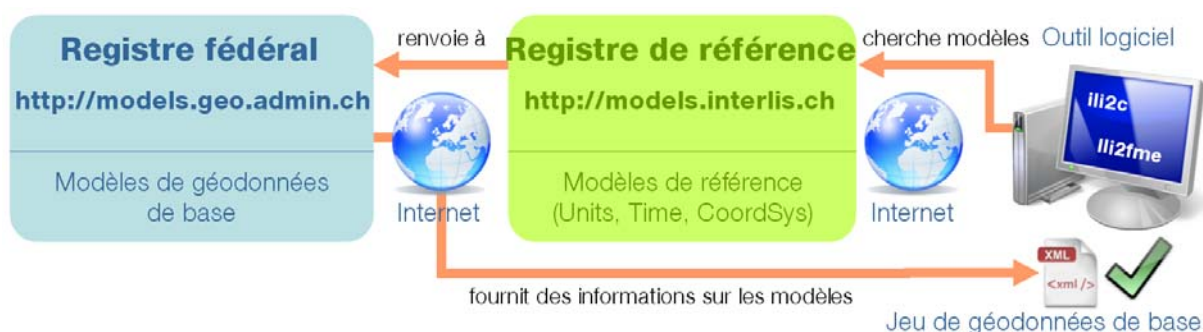 Registre fédéral
http://models.geo.admin.ch
Modèles de géodonnées
de base
renvoie à
Internet
Registre de référence
http://models.interlis.ch
Modèles de référence
(Units, Time, CoordSys)
cherche modèles
Internet
Outil logiciel
ili2c
Ili2fme
fournit des informations sur les modèles
XML
<xml />
Jeu de géodonnées de base